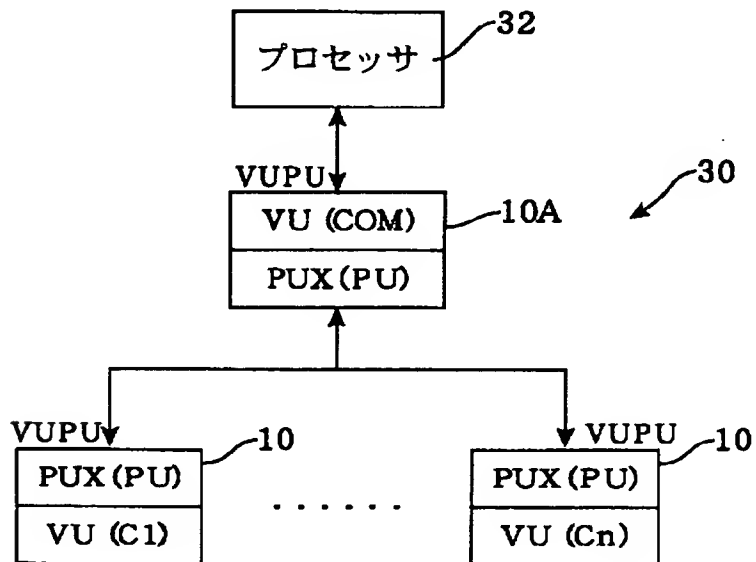 プロセッサ
32
VUPU
VU (COM)
10A
30
PUX (PU)
VUPU
10
VUPU
10
PUX (PU)
PUX (PU)
VU (C1)
......
VU (Cn)